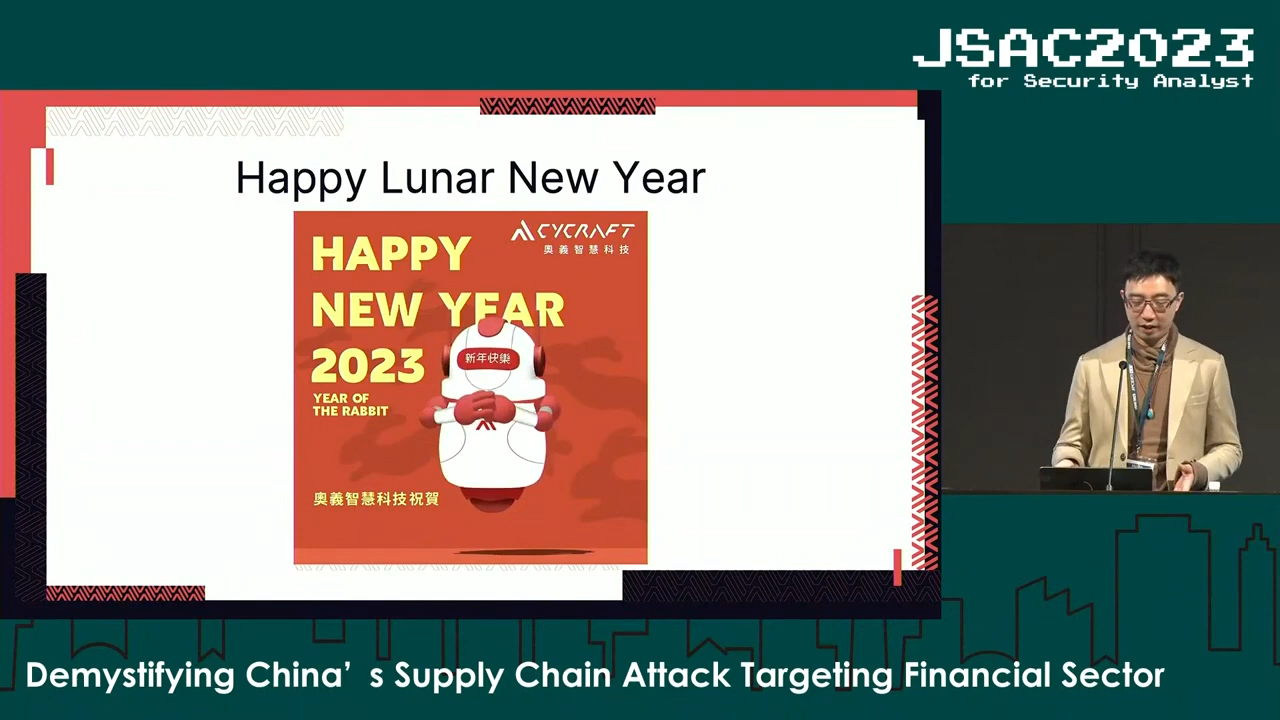 JSAC2023
for Security Analyst
Happy Lunar New Year
CYCRAFT
奧義智慧科技
HAPPY
NEW YEAR
2023
YEAR OF
THE RABBIT
新年快樂
奧義智慧科技祝賀
Demystifying China’s Supply Chain Attack Targeting Financial Sector